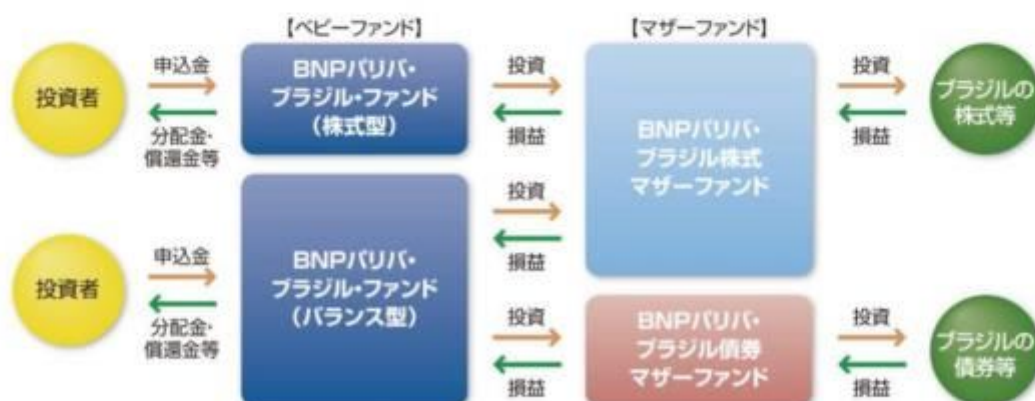 【ベビーファンド】
【マザーファンド】
投資者
申込金
分配金・
償還金等
BNPパリバ・
ブラジル・ファンド
（株式型）
投資
損益
BNPパリバ・
ブラジル株式
マザーファンド
投資
損益
ブラジルの
株式等
投資者
申込金
分配金・
償還金等
BNPパリバ・
ブラジル・ファンド
（バランス型）
投資
損益
投資
損益
BNPパリバ・
ブラジル債券
マザーファンド
投資
損益
ブラジルの
債券等